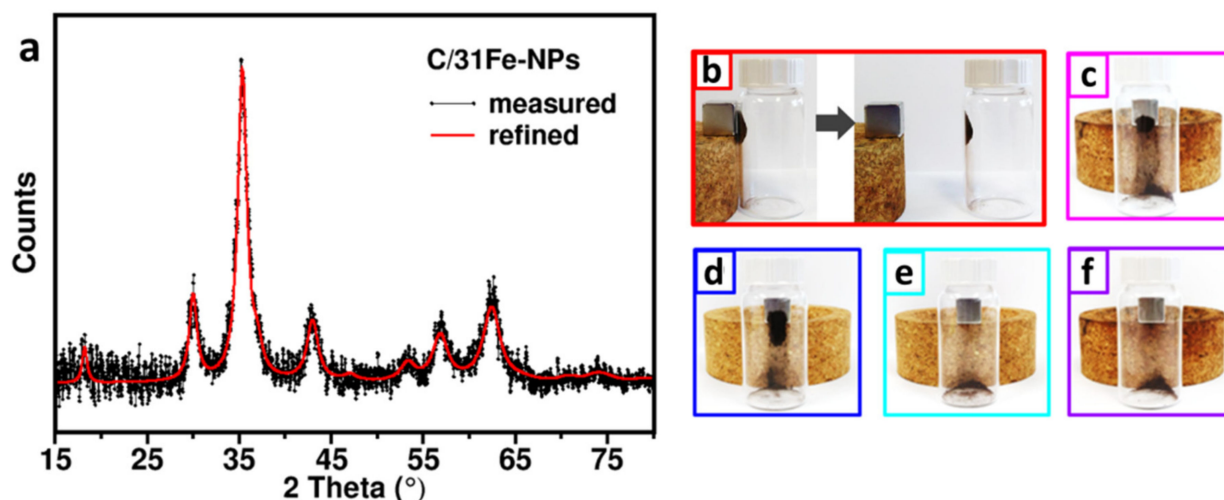 a
C/31Fe-NPs
measured
refined
Counts
15 25 35 45 55 65 75
2 Theta (°)
b
c
d
e
f